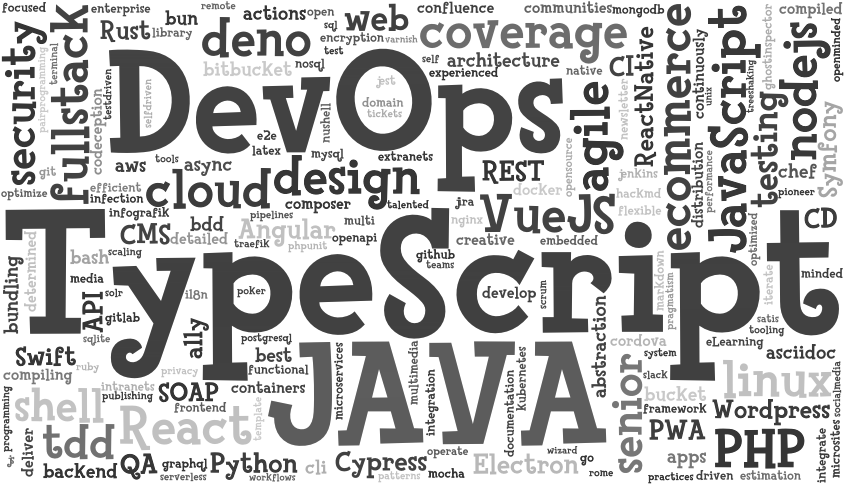 focused
enterprise
remote
actions
open
web
confluence
communities
mongodb
compiled
security
fullstack
Rust
bun
library
deno
sql
encryption
varnish
test
coverage
terminal
pairprogramming
bitbucket
nosql
self
architecture
experienced
native
CI
ReactNative
ecommerce
continuously
unix
JavaScript
treeshaking
ghostinspector
nodejs
openminded
DevOps
jest
domain
tickets
codeception
testdriven
selfdriven
e2e
latex
nushell
mysql
extranets
agile
newsletter
opensource
testing
performance
distribution
git
aws
tools
async
REST
docker
jenkins
hackmd
flexible
chef
pioneer
Symfony
optimize
efficient
infection
cloud
design
composer
talented
jra
nginx
VueJS
creative
embedded
infografik
pipelines
CMS
bdd
detailed
Angular
multi
traefik
phpunit
openapi
github
teams
CD
optimized
TypeScript
determined
bundling
bash
scaling
media
API
solr
i18n
poker
develop
scrum
markdown
pragmatism
iterate
minded
gitlab
sqlite
ally
postgresql
satis
tooling
eLearning
asciidoc
Swift
compiling
ruby
privacy
best
functional
containers
microservices
JAVA
multimedia
integration
documentation
Kubernetes
abstraction
cordova
system
slack
senior
bucket
linux
socialmedia
intranets
publishing
SOAP
frontend
shell
programming
React
template
framework
Wordpress
PWA
PHP
integrate
microsites
deliver
tdd
backend
QA
graphql
serverless
Python
workflows
cli
Cypress
patterns
operate
mocha
Electron
wizard
go
rome
apps
practices
driven
estimation